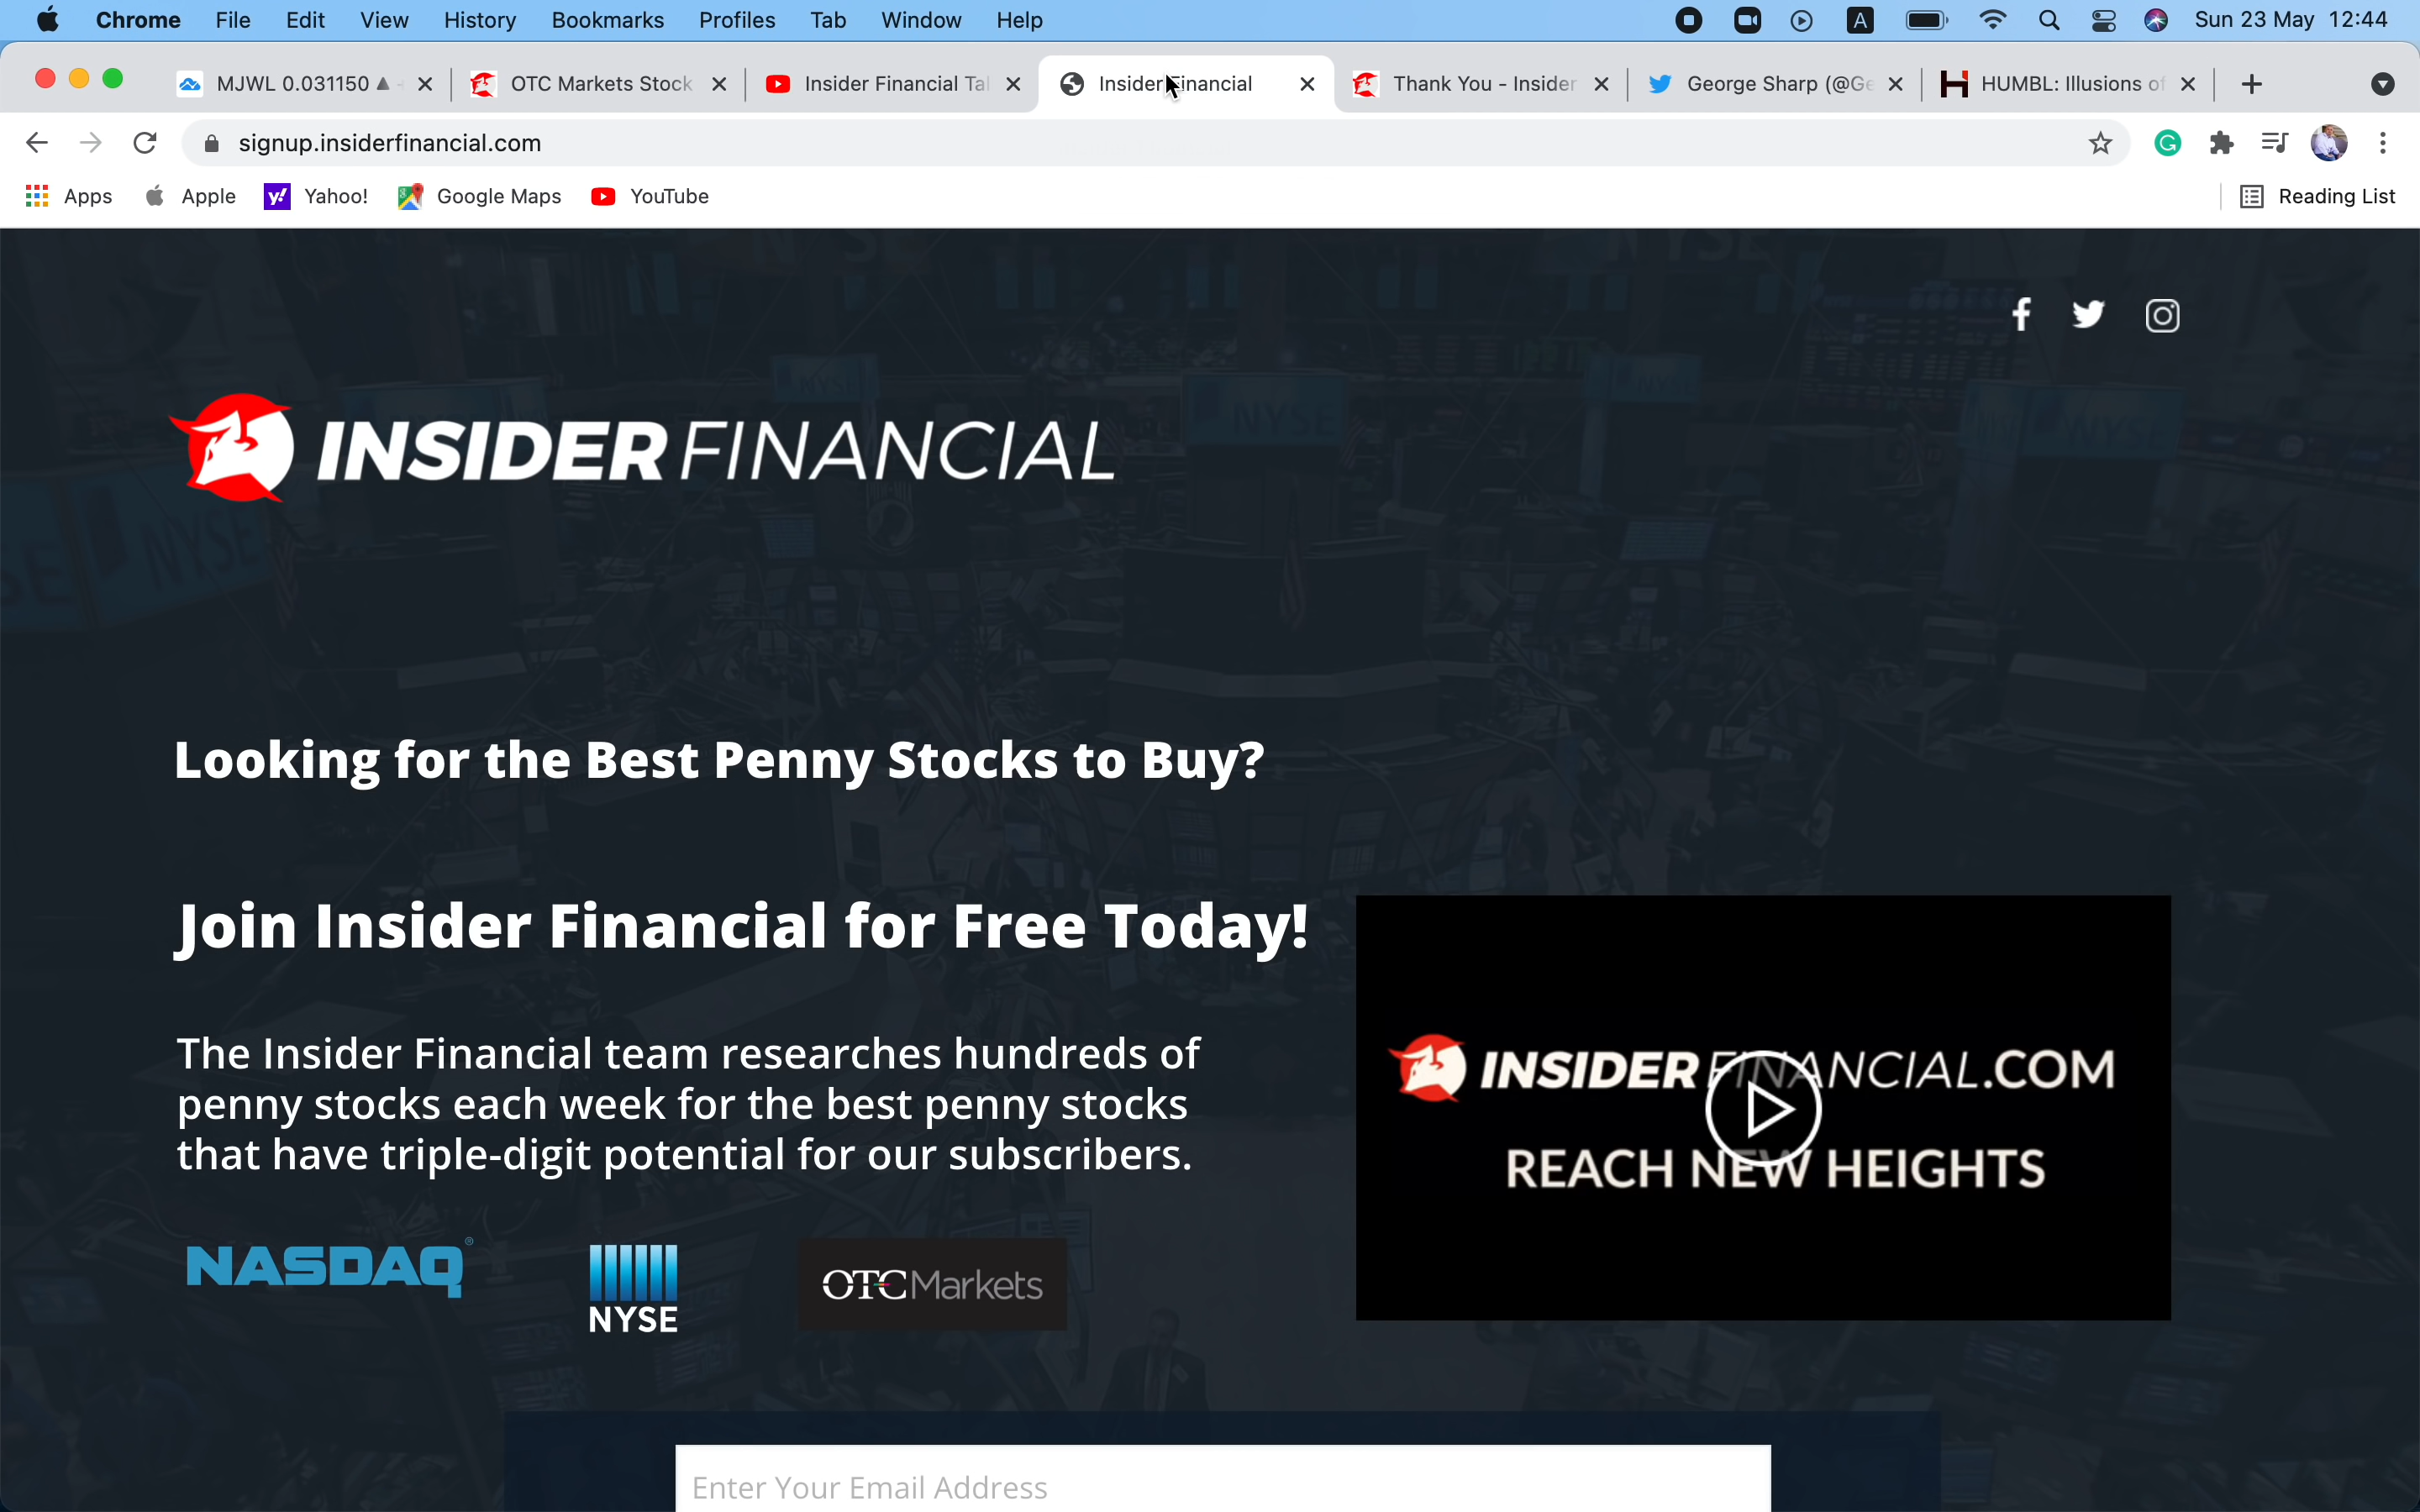 Chrome File Edit View History Bookmarks Profiles Tab Window Help A Sun 23 May 12:44
MJWL 0.031150 ▲ OTC Markets Stock Insider Financial Insider Financial Thank You - Insider George Sharp (@Ge HUMBL: Illusions of
signup.insiderfinancial.com
Apps Apple Yahoo! Google Maps YouTube Reading List
INSIDER FINANCIAL
Looking for the Best Penny Stocks to Buy?
Join Insider Financial for Free Today!
The Insider Financial team researches hundreds of
penny stocks each week for the best penny stocks
that have triple-digit potential for our subscribers.
INSIDER FINANCIAL.COM
REACH NEW HEIGHTS
NASDAQ®
NYSE
OTC Markets
Enter Your Email Address